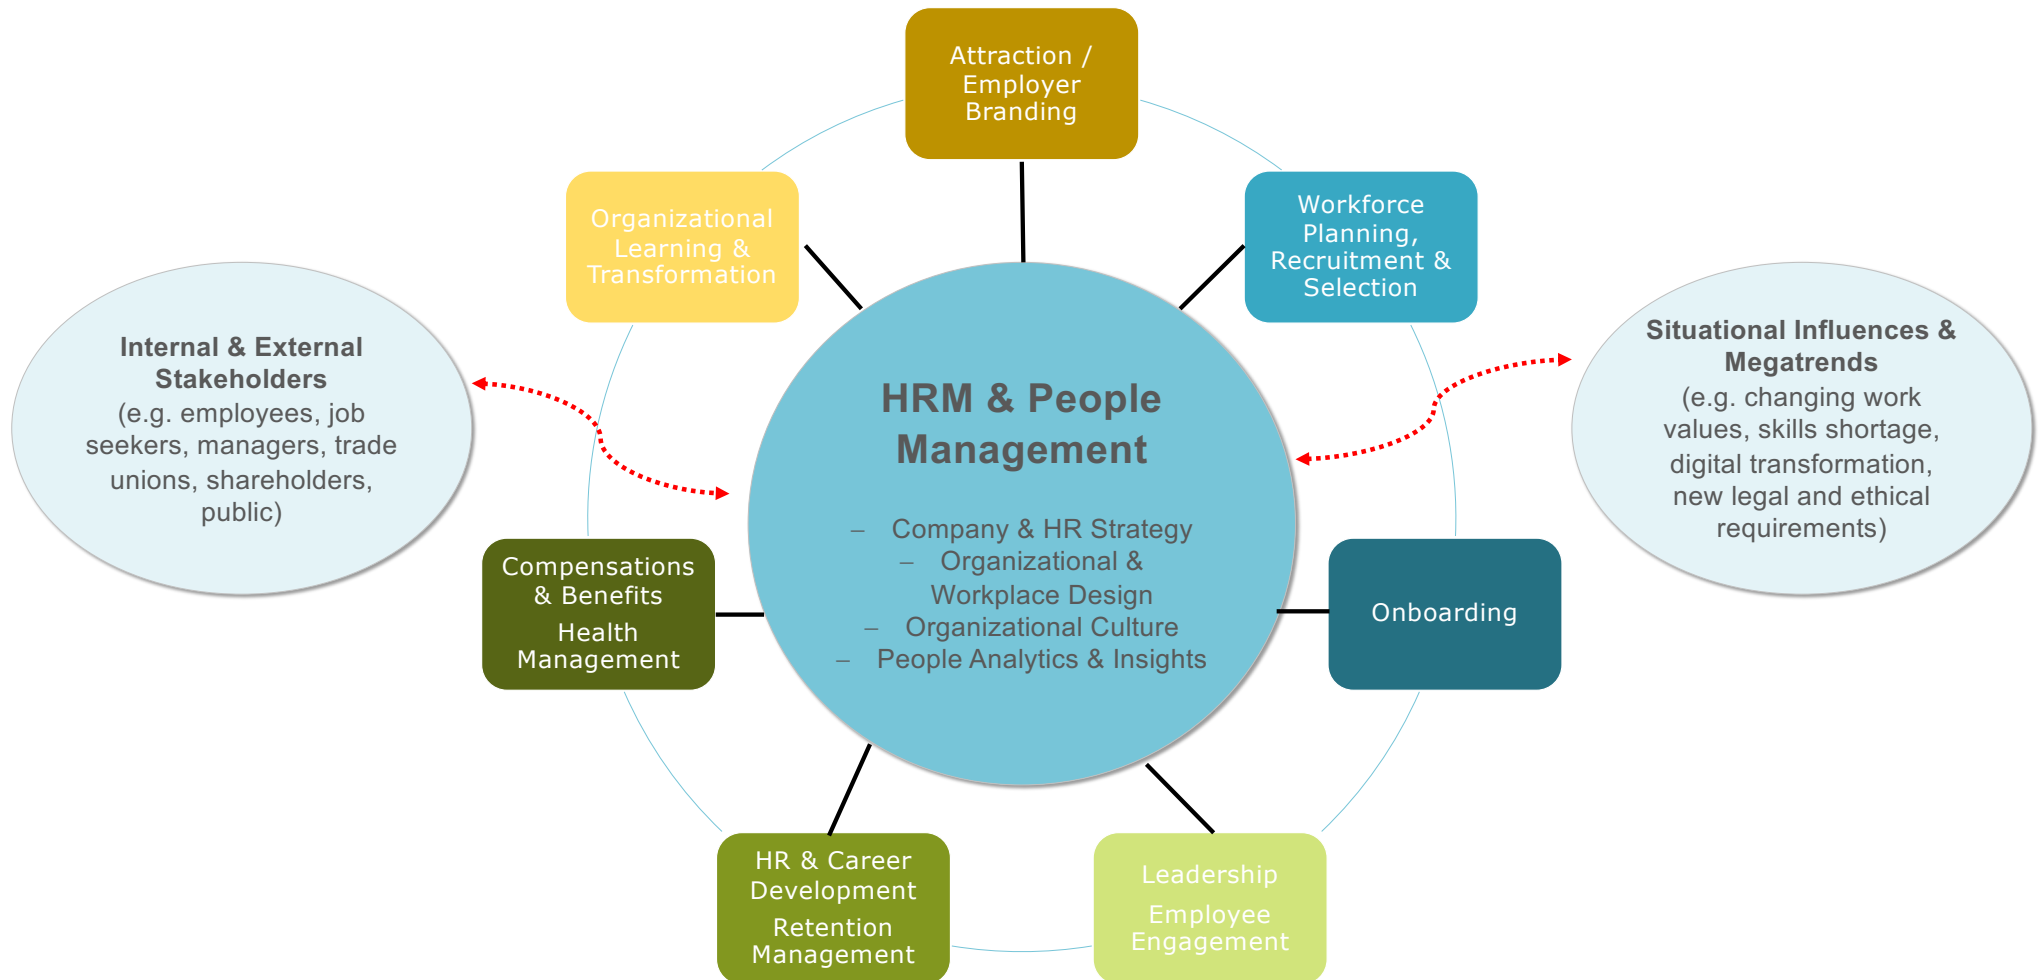 Attraction /
Employer
Branding
Organizational
Learning &
Transformation
Workforce
Planning,
Recruitment &
Selection
Internal & External
Stakeholders
(e.g. employees, job
seekers, managers, trade
unions, shareholders,
public)
HRM & People
Management
– Company & HR Strategy
– Organizational &
Workplace Design
– Organizational Culture
– People Analytics & Insights
Situational Influences &
Megatrends
(e.g. changing work
values, skills shortage,
digital transformation,
new legal and ethical
requirements)
Compensations
& Benefits
Health
Management
Onboarding
HR & Career
Development
Retention
Management
Leadership
Employee
Engagement